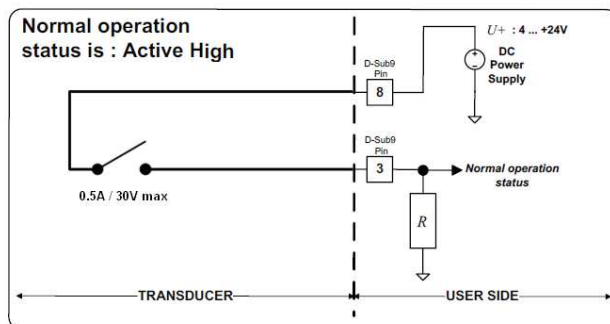 Normal operation
status is : Active High
U+ : 4 ... +24V
DC
Power
Supply
D-Sub9
Pin
8
D-Sub9
Pin
3
Normal operation
status
0.5A / 30V max
R
TRANSDUCER
USER SIDE